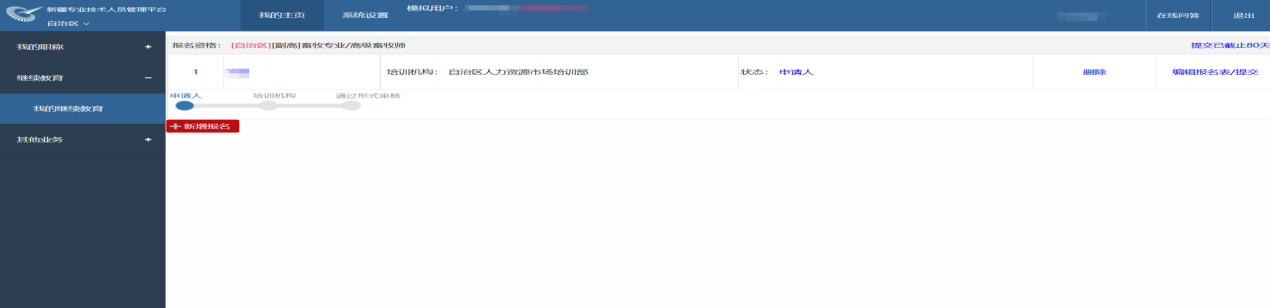 新疆专业技术人员管理平台
自治区
我的主页
系统设置
模拟用户：
在线问答
退出
我的职称 +
继续教育 −
我的继续教育
其他业务 +
报名资格： [自治区][副高]畜牧专业/高级畜牧师 提交已截止80天
1 培训机构： 自治区人力资源市场培训部 状态： 申请人 删除 编辑报名表/提交
申请人 培训机构 通过形式审核
+ 新增报名